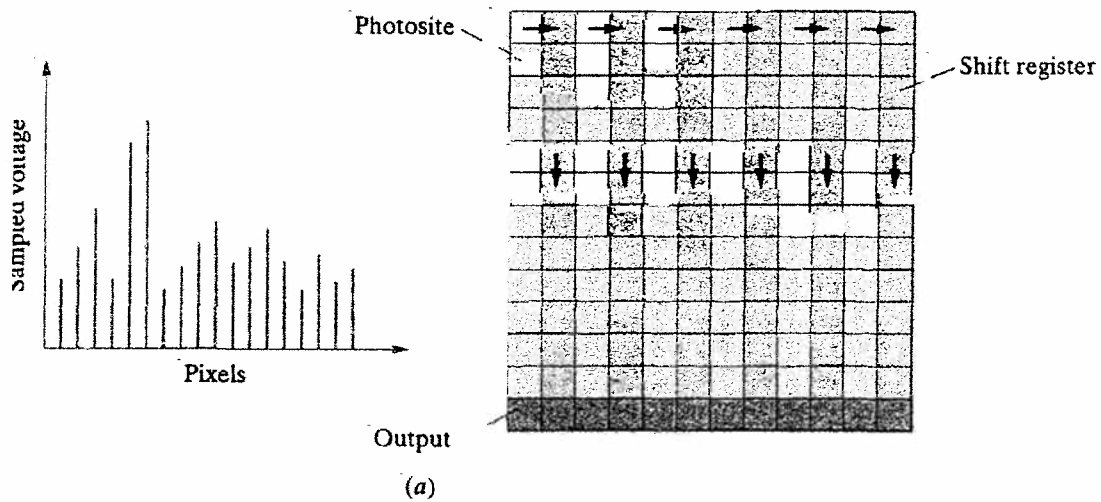 Photosite
Shift register
Sampled voltage
Pixels
Output
(a)